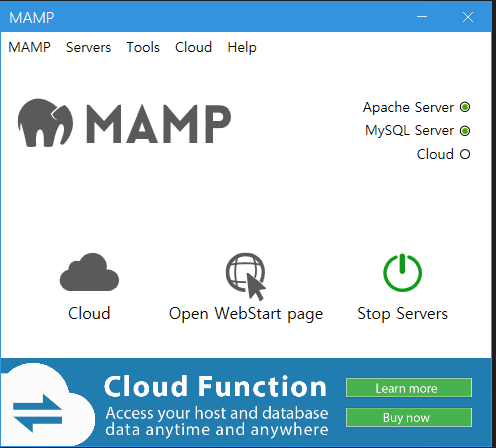 MAMP
MAMP Servers Tools Cloud Help
MAMP
Apache Server
MySQL Server
Cloud
Cloud
Open WebStart page
Stop Servers
Cloud Function
Access your host and database
data anytime and anywhere
Learn more
Buy now